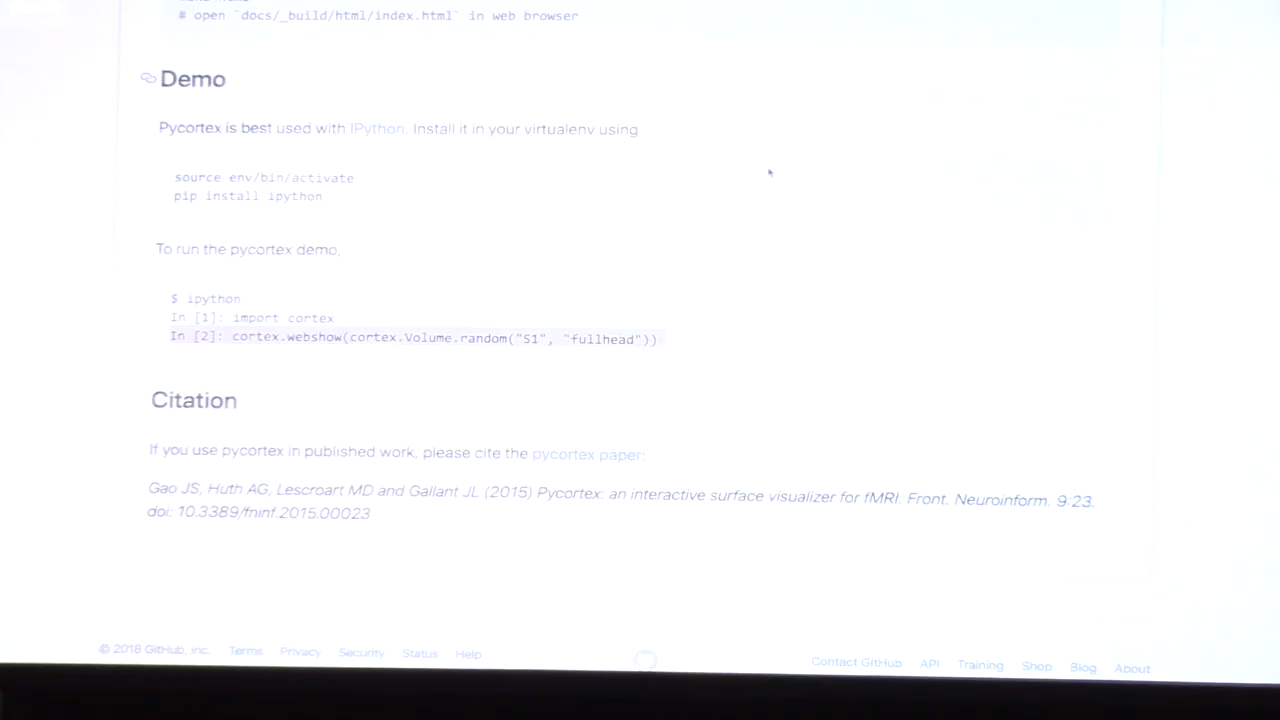 # open `docs/_build/html/index.html` in web browser
Demo
Pycortex is best used with IPython. Install it in your virtualenv using
source env/bin/activate
pip install ipython
To run the pycortex demo,
$ ipython
In [1]: import cortex
In [2]: cortex.webshow(cortex.Volume.random("S1", "fullhead"))
Citation
If you use pycortex in published work, please cite the pycortex paper:
Gao JS, Huth AG, Lescroart MD and Gallant JL (2015) Pycortex: an interactive surface visualizer for fMRI. Front. Neuroinform. 9:23.
doi: 10.3389/fninf.2015.00023
© 2018 GitHub, Inc. Terms Privacy Security Status Help Contact GitHub API Training Shop Blog About